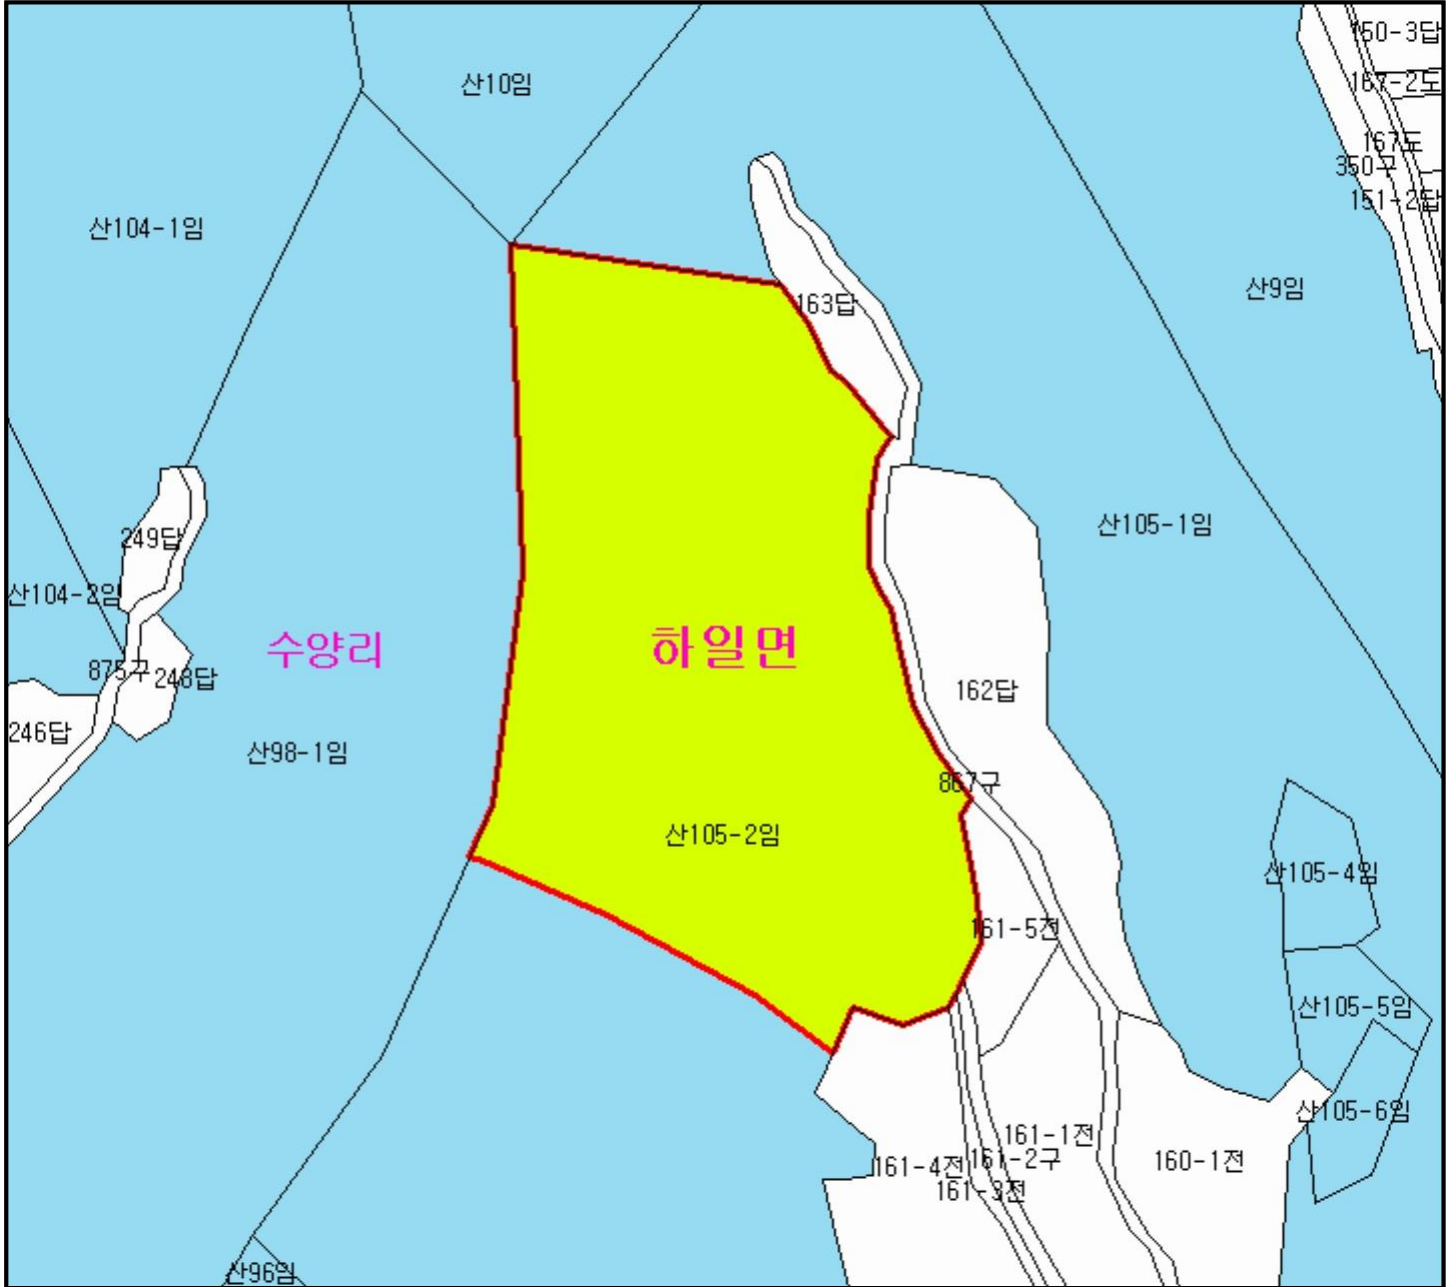 150-3답
산10임
167-2도
167도
350구
151-2답
산104-1임
산9임
163답
산105-1임
249답
산104-2임
수양리
하일면
875구
248답
162답
246답
산98-1임
867구
산105-2임
산105-4임
161-5전
산105-5임
산105-6임
161-1전
161-2구
160-1전
161-4전
161-3전
산96임